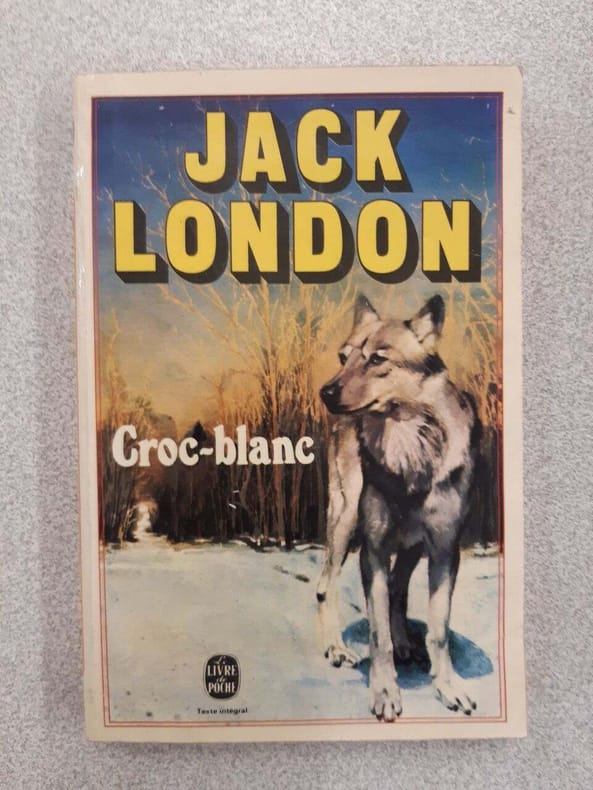 JACK
LONDON
Croc-blanc
Le
LIVRE
de
POCHE
Texte intégral